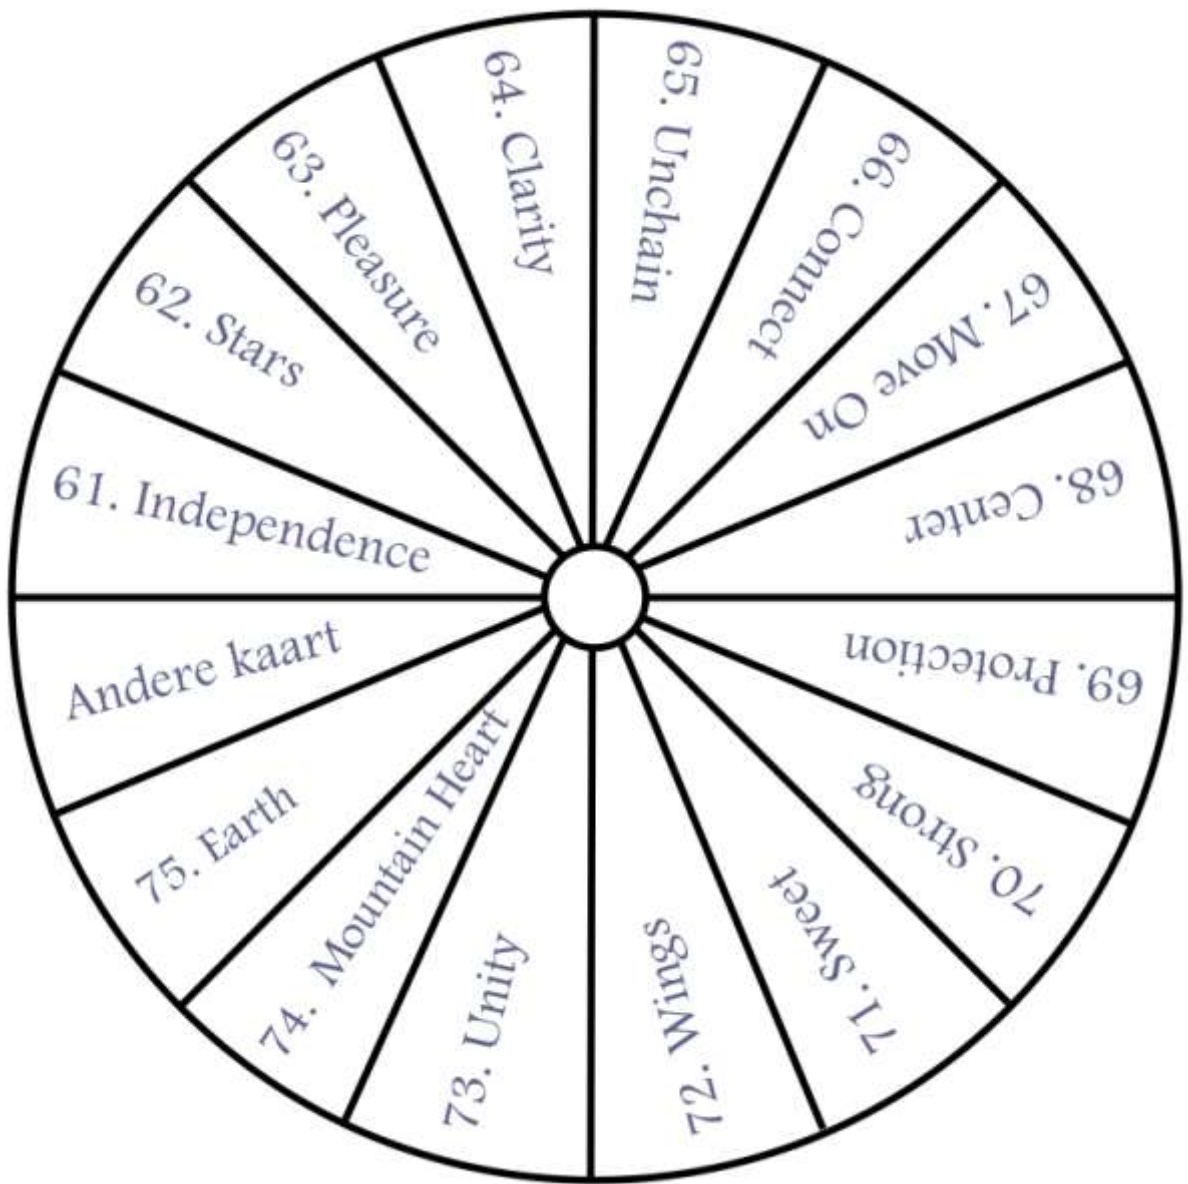 61. Independence
62. Stars
63. Pleasure
64. Clarity
65. Unchain
66. Connect
67. Move On
68. Center
69. Protection
70. Strong
71. Sweet
72. Wings
73. Unity
74. Mountain Heart
75. Earth
Andere kaart